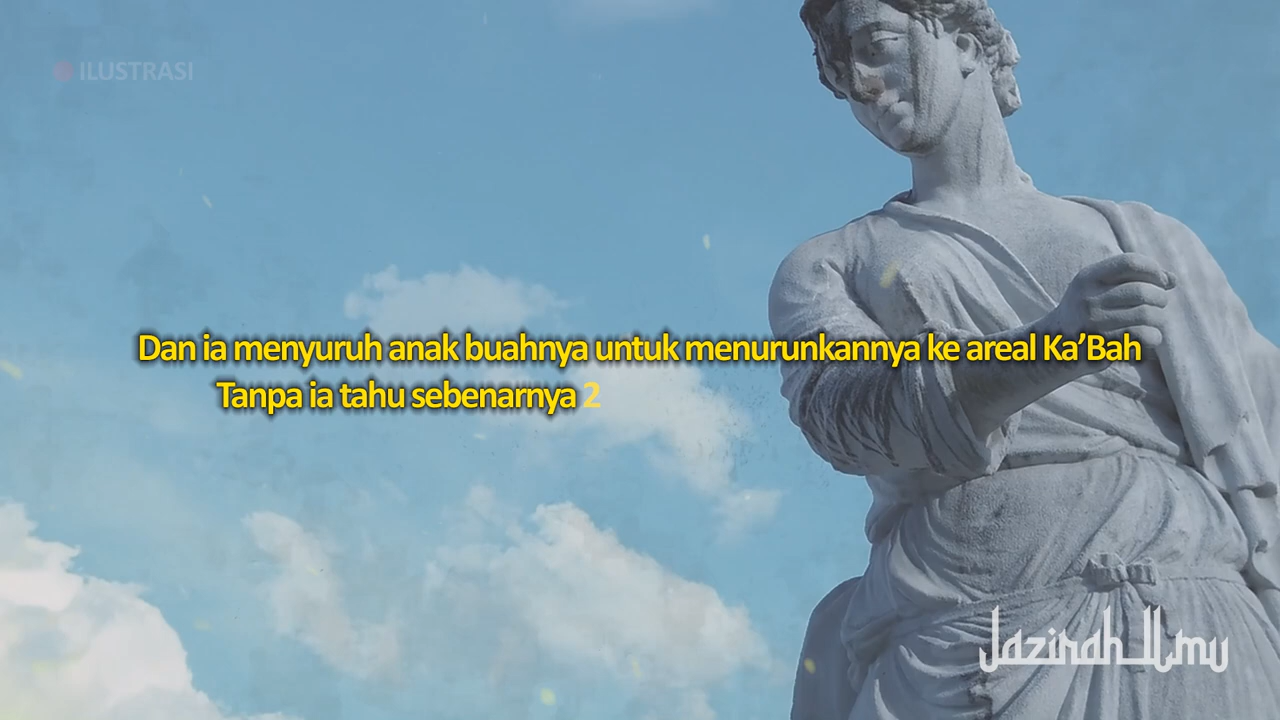 ILUSTRASI
Dan ia menyuruh anak buahnya untuk menurunkannya ke areal Ka’Bah
Tanpa ia tahu sebenarnya 2
Jazirah Ilmu